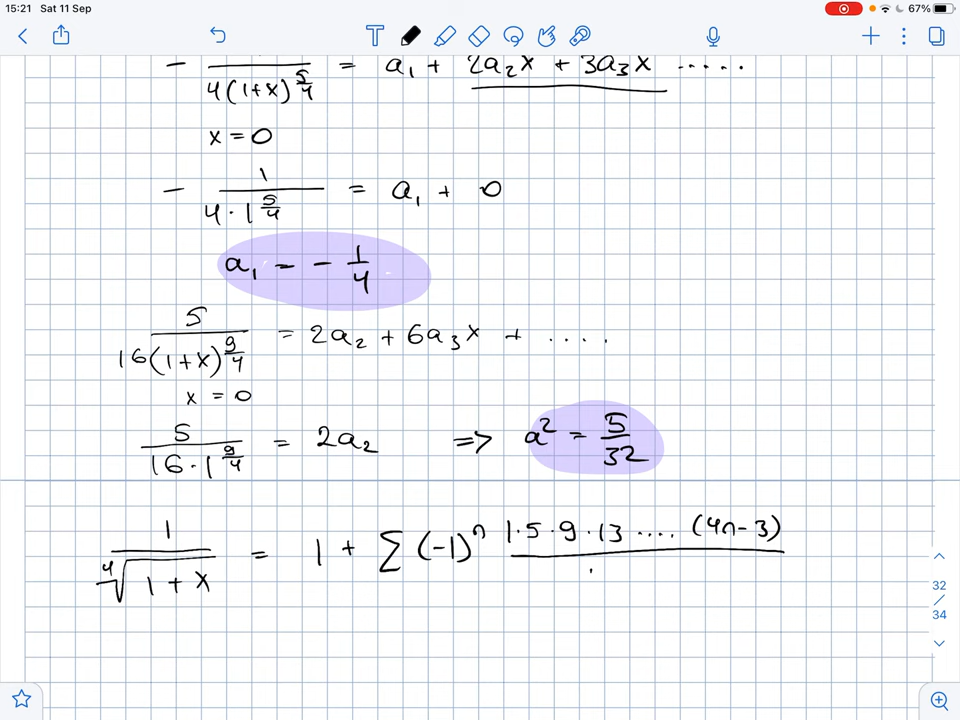 15:21 Sat 11 Sep
67%
T
- ───── = a₁ + 2a₂x + 3a₃x .....
4(1+x)^(5/4)
x = 0
- 1/(4 · 1^(5/4)) = a₁ + 0
a₁ = - 1/4
5/(16(1+x)^(9/4)) = 2a₂ + 6a₃x + ....
x = 0
5/(16 · 1^(9/4)) = 2a₂ => a² = 5/32
1/⁴√(1 + x) = 1 + ∑ (-1)ⁿ 1·5·9·13 .... (4n-3)
32
/
34